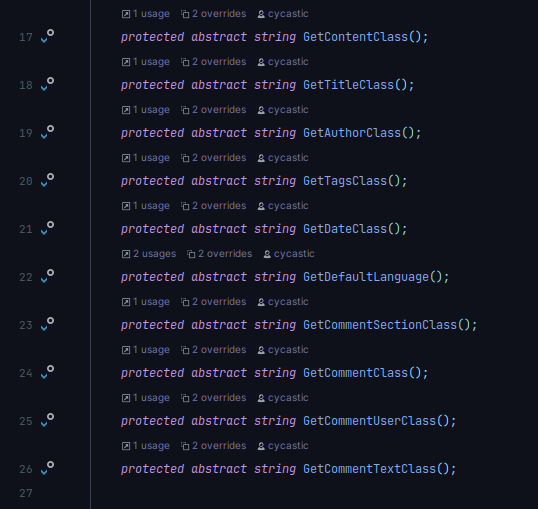 1 usage 2 overrides cycastic
17 protected abstract string GetContentClass();
1 usage 2 overrides cycastic
18 protected abstract string GetTitleClass();
1 usage 2 overrides cycastic
19 protected abstract string GetAuthorClass();
1 usage 2 overrides cycastic
20 protected abstract string GetTagsClass();
1 usage 2 overrides cycastic
21 protected abstract string GetDateClass();
2 usages 2 overrides cycastic
22 protected abstract string GetDefaultLanguage();
1 usage 2 overrides cycastic
23 protected abstract string GetCommentSectionClass();
1 usage 2 overrides cycastic
24 protected abstract string GetCommentClass();
1 usage 2 overrides cycastic
25 protected abstract string GetCommentUserClass();
1 usage 2 overrides cycastic
26 protected abstract string GetCommentTextClass();
27